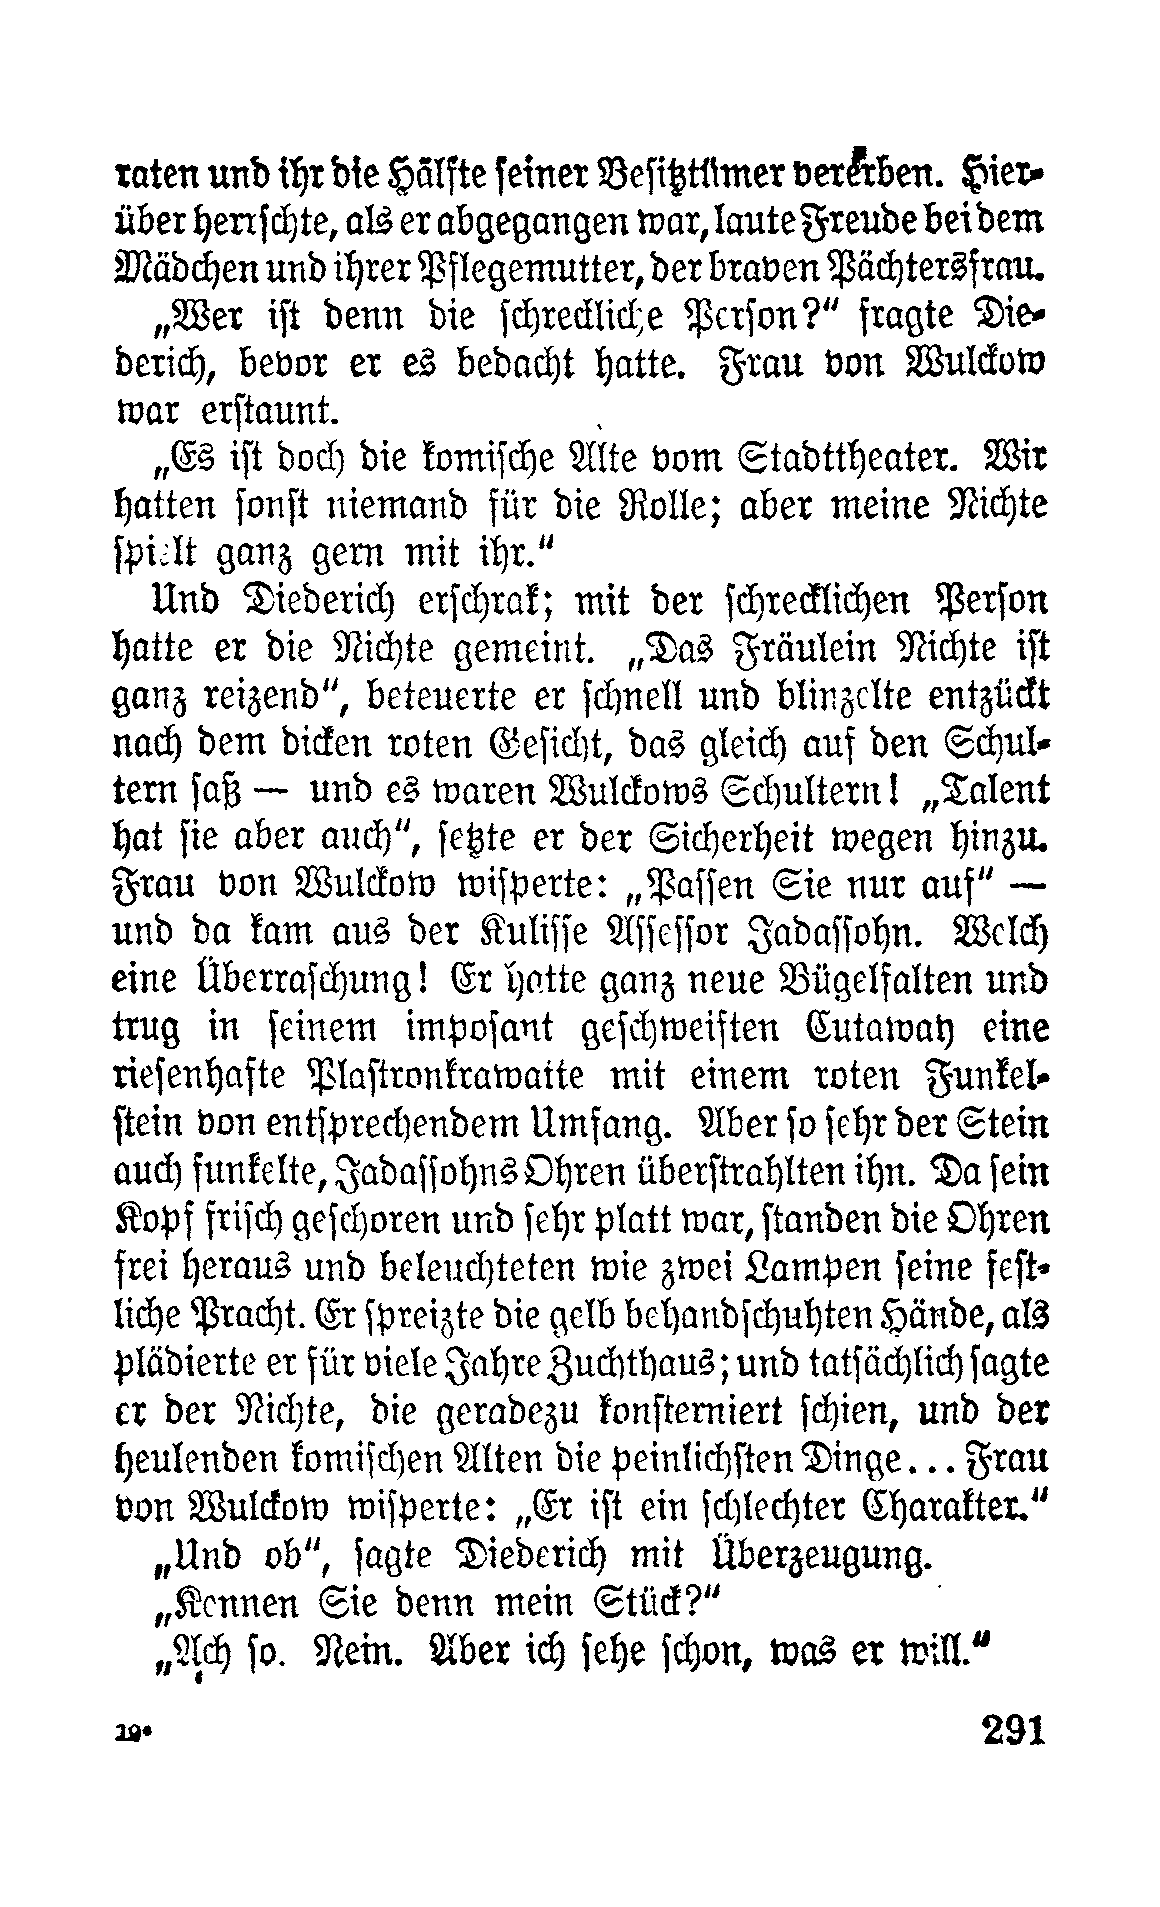 raten und ihr die Hälfte seiner Besitztümer vererben. Hier-
über herrschte, als er abgegangen war, laute Freude bei dem
Mädchen und ihrer Pflegemutter, der braven Pächtersfrau.
„Wer ist denn die schreckliche Person?“ fragte Die-
derich, bevor er es bedacht hatte. Frau von Wulckow
war erstaunt.
„Es ist doch die komische Alte vom Stadttheater. Wir
hatten sonst niemand für die Rolle; aber meine Nichte
spielt ganz gern mit ihr.“
Und Diederich erschrak; mit der schrecklichen Person
hatte er die Nichte gemeint. „Das Fräulein Nichte ist
ganz reizend“, beteuerte er schnell und blinzelte entzückt
nach dem dicken roten Gesicht, das gleich auf den Schul-
tern saß — und es waren Wulckows Schultern! „Talent
hat sie aber auch“, setzte er der Sicherheit wegen hinzu.
Frau von Wulckow wisperte: „Passen Sie nur auf“ —
und da kam aus der Kulisse Assessor Jadassohn. Welch
eine Überraschung! Er hatte ganz neue Bügelfalten und
trug in seinem imposant geschweiften Cutaway eine
riesenhafte Plastronkrawatte mit einem roten Funkel-
stein von entsprechendem Umfang. Aber so sehr der Stein
auch funkelte, Jadassohns Ohren überstrahlten ihn. Da sein
Kopf frisch geschoren und sehr platt war, standen die Ohren
frei heraus und beleuchteten wie zwei Lampen seine fest-
liche Pracht. Er spreizte die gelb behandschuhten Hände, als
plädierte er für viele Jahre Zuchthaus; und tatsächlich sagte
er der Nichte, die geradezu konsterniert schien, und der
heulenden komischen Alten die peinlichsten Dinge... Frau
von Wulckow wisperte: „Er ist ein schlechter Charakter.“
„Und ob“, sagte Diederich mit Überzeugung.
„Kennen Sie denn mein Stück?“
„Ach so. Nein. Aber ich sehe schon, was er will.“
19* 291